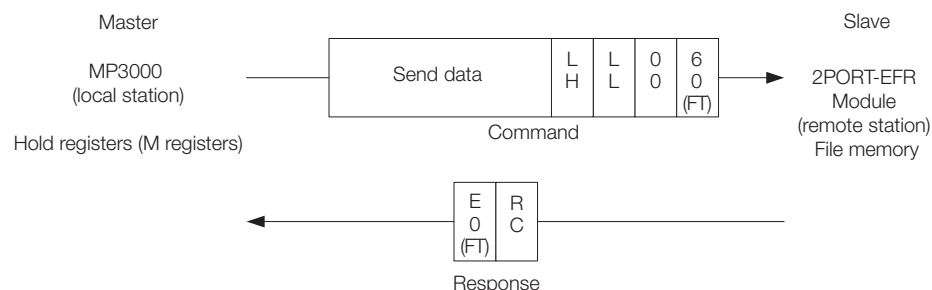 Master
Slave
MP3000
(local station)
Hold registers (M registers)
Send data
L
H
L
L
0
0
6
0
(FT)
Command
2PORT-EFR
Module
(remote station)
File memory
E
0
(FT)
R
C
Response